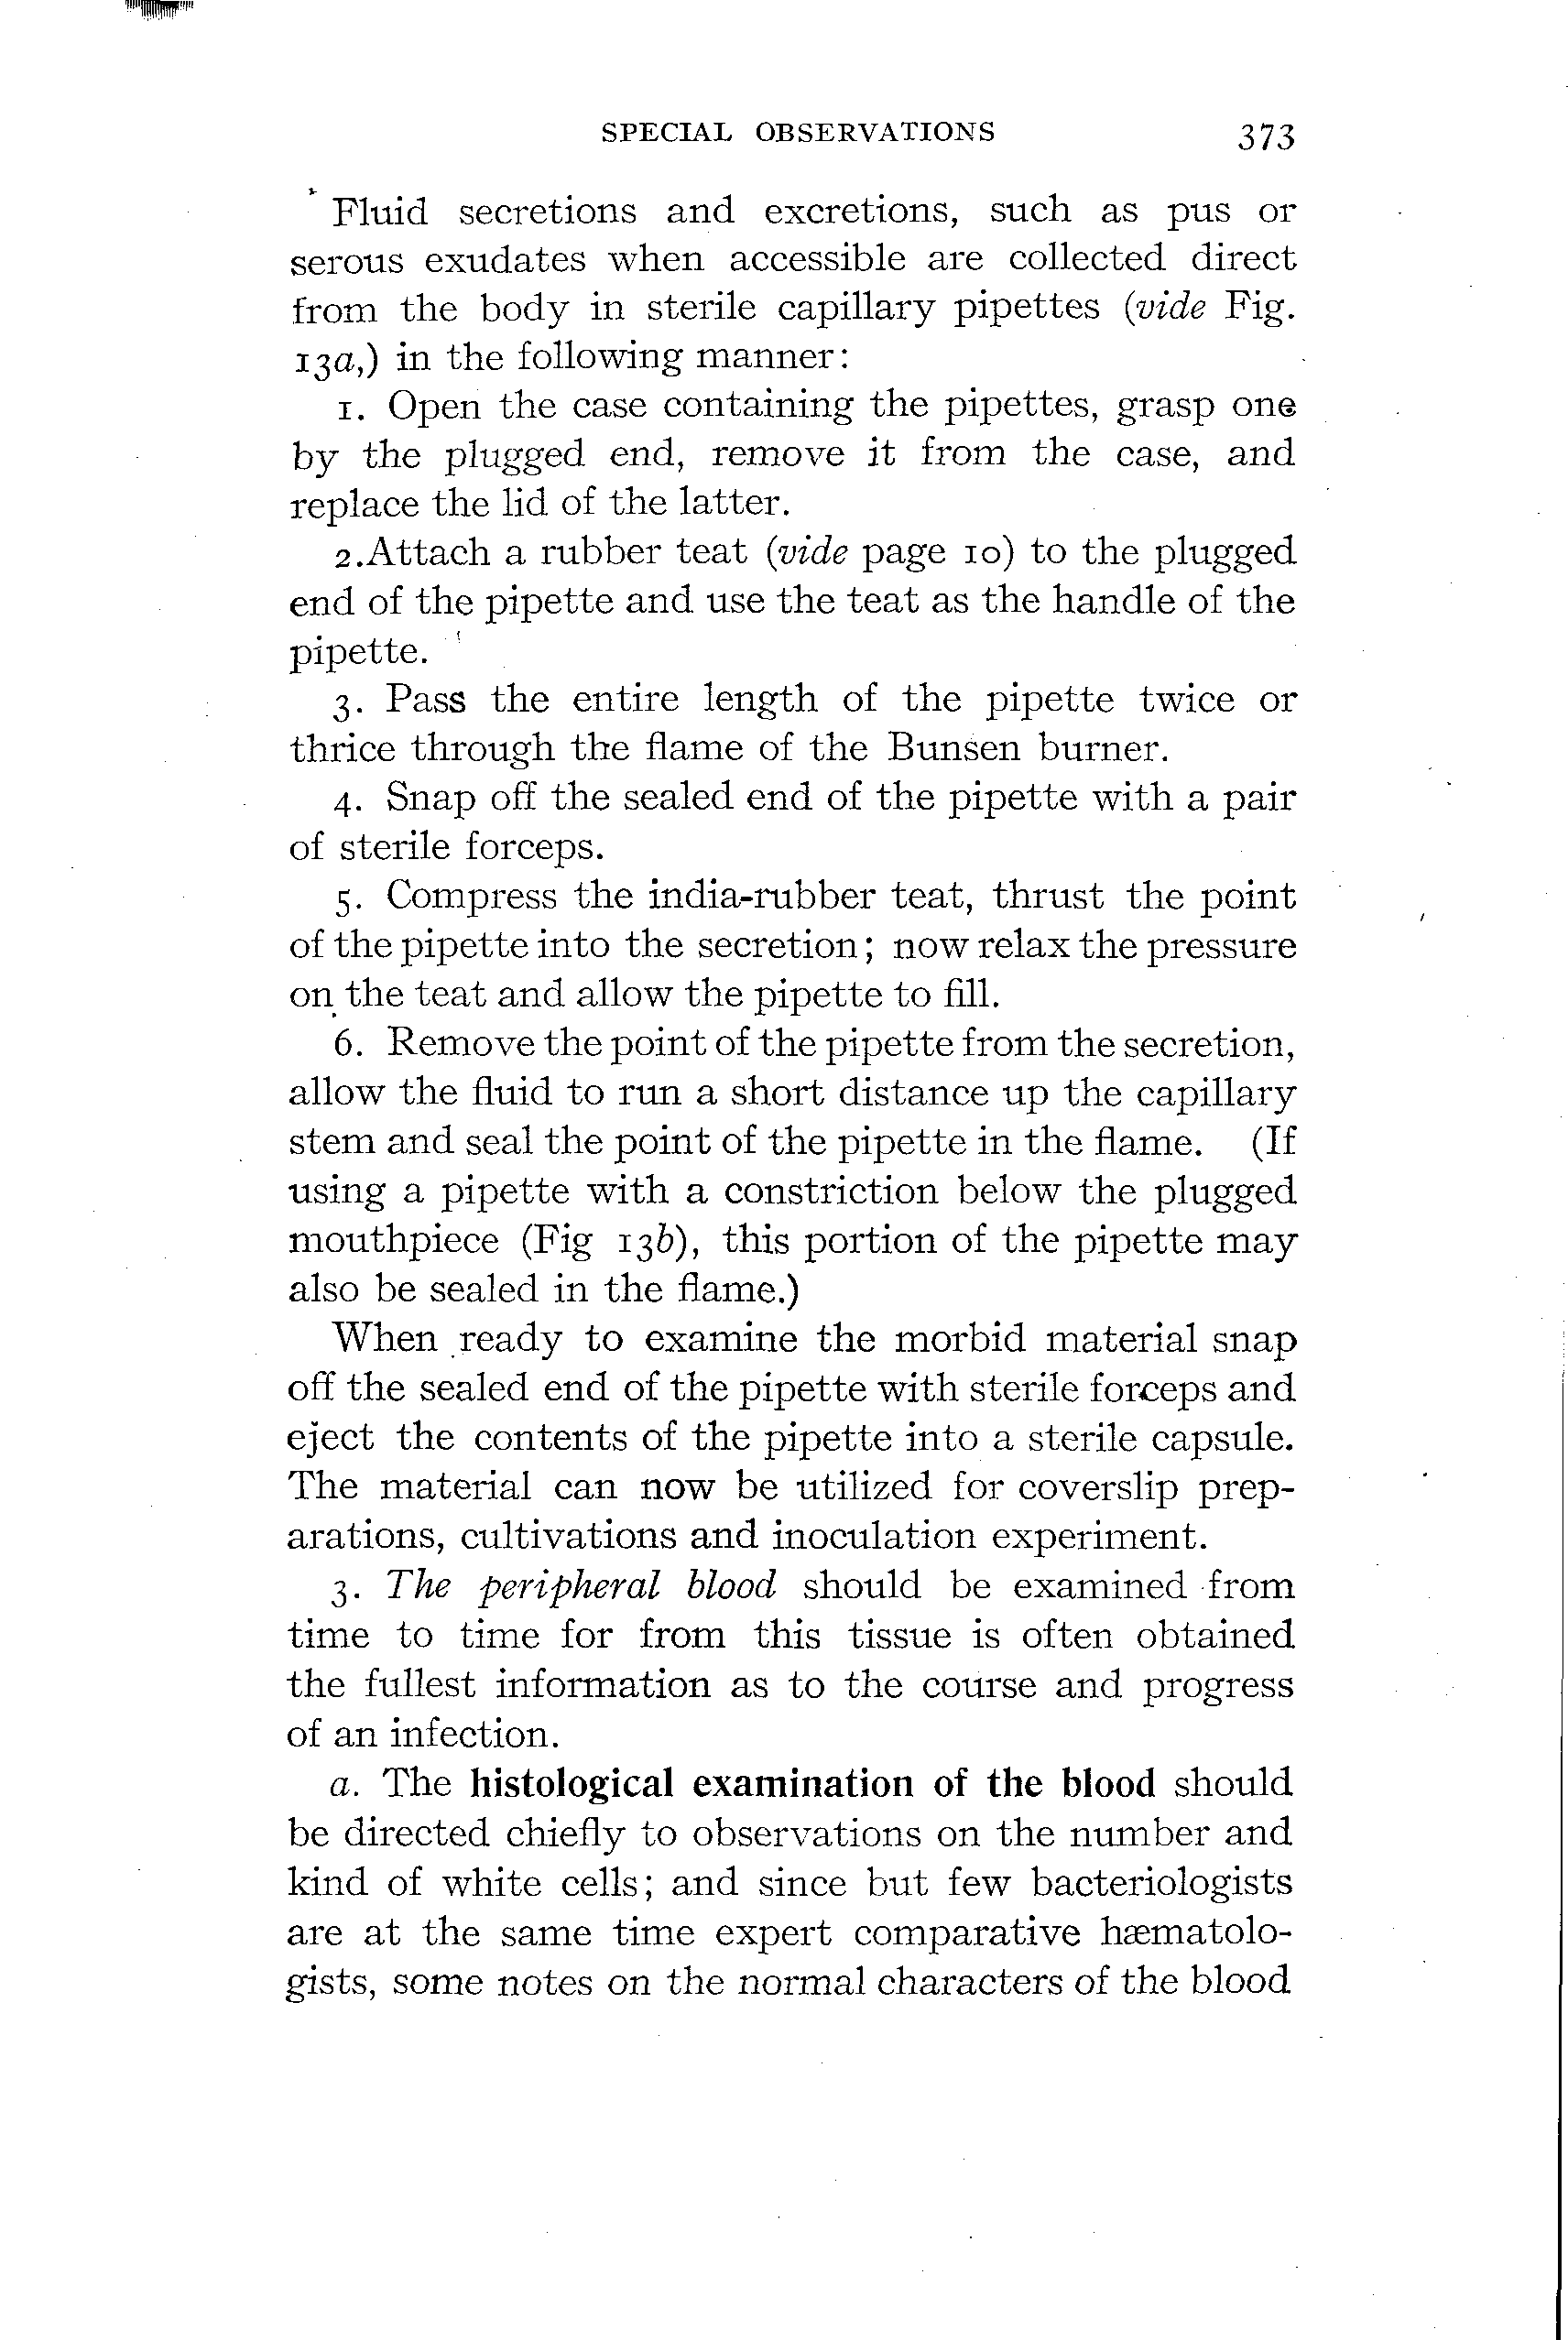 SPECIAL OBSERVATIONS 373
Fluid secretions and excretions, such as pus or
serous exudates when accessible are collected direct
from the body in sterile capillary pipettes (vide Fig.
13a,) in the following manner:
1. Open the case containing the pipettes, grasp one
by the plugged end, remove it from the case, and
replace the lid of the latter.
2.Attach a rubber teat (vide page 10) to the plugged
end of the pipette and use the teat as the handle of the
pipette.
3. Pass the entire length of the pipette twice or
thrice through the flame of the Bunsen burner.
4. Snap off the sealed end of the pipette with a pair
of sterile forceps.
5. Compress the india-rubber teat, thrust the point
of the pipette into the secretion; now relax the pressure
on the teat and allow the pipette to fill.
6. Remove the point of the pipette from the secretion,
allow the fluid to run a short distance up the capillary
stem and seal the point of the pipette in the flame. (If
using a pipette with a constriction below the plugged
mouthpiece (Fig 13b), this portion of the pipette may
also be sealed in the flame.)
When ready to examine the morbid material snap
off the sealed end of the pipette with sterile forceps and
eject the contents of the pipette into a sterile capsule.
The material can now be utilized for coverslip prep-
arations, cultivations and inoculation experiment.
3. The peripheral blood should be examined from
time to time for from this tissue is often obtained
the fullest information as to the course and progress
of an infection.
a. The histological examination of the blood should
be directed chiefly to observations on the number and
kind of white cells; and since but few bacteriologists
are at the same time expert comparative hæmatolo-
gists, some notes on the normal characters of the blood